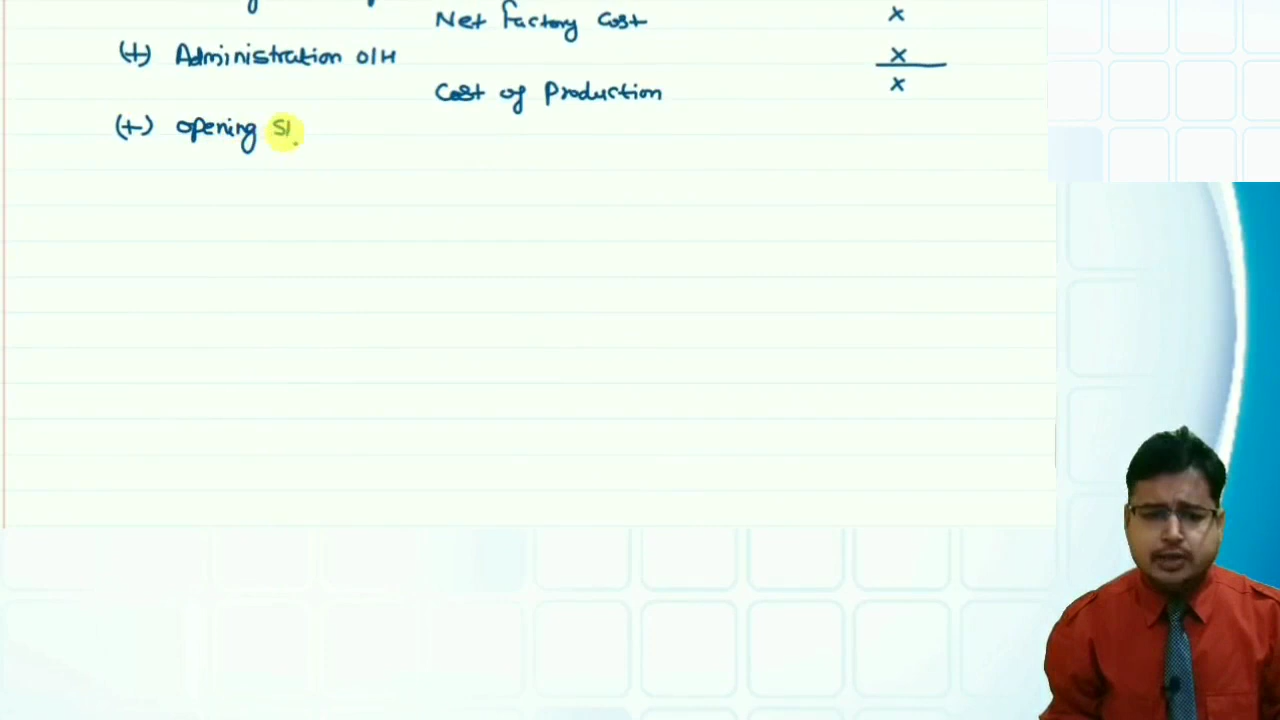 Net Factory Cost x
(+) Administration O/H x
Cost of Production x
(+) opening